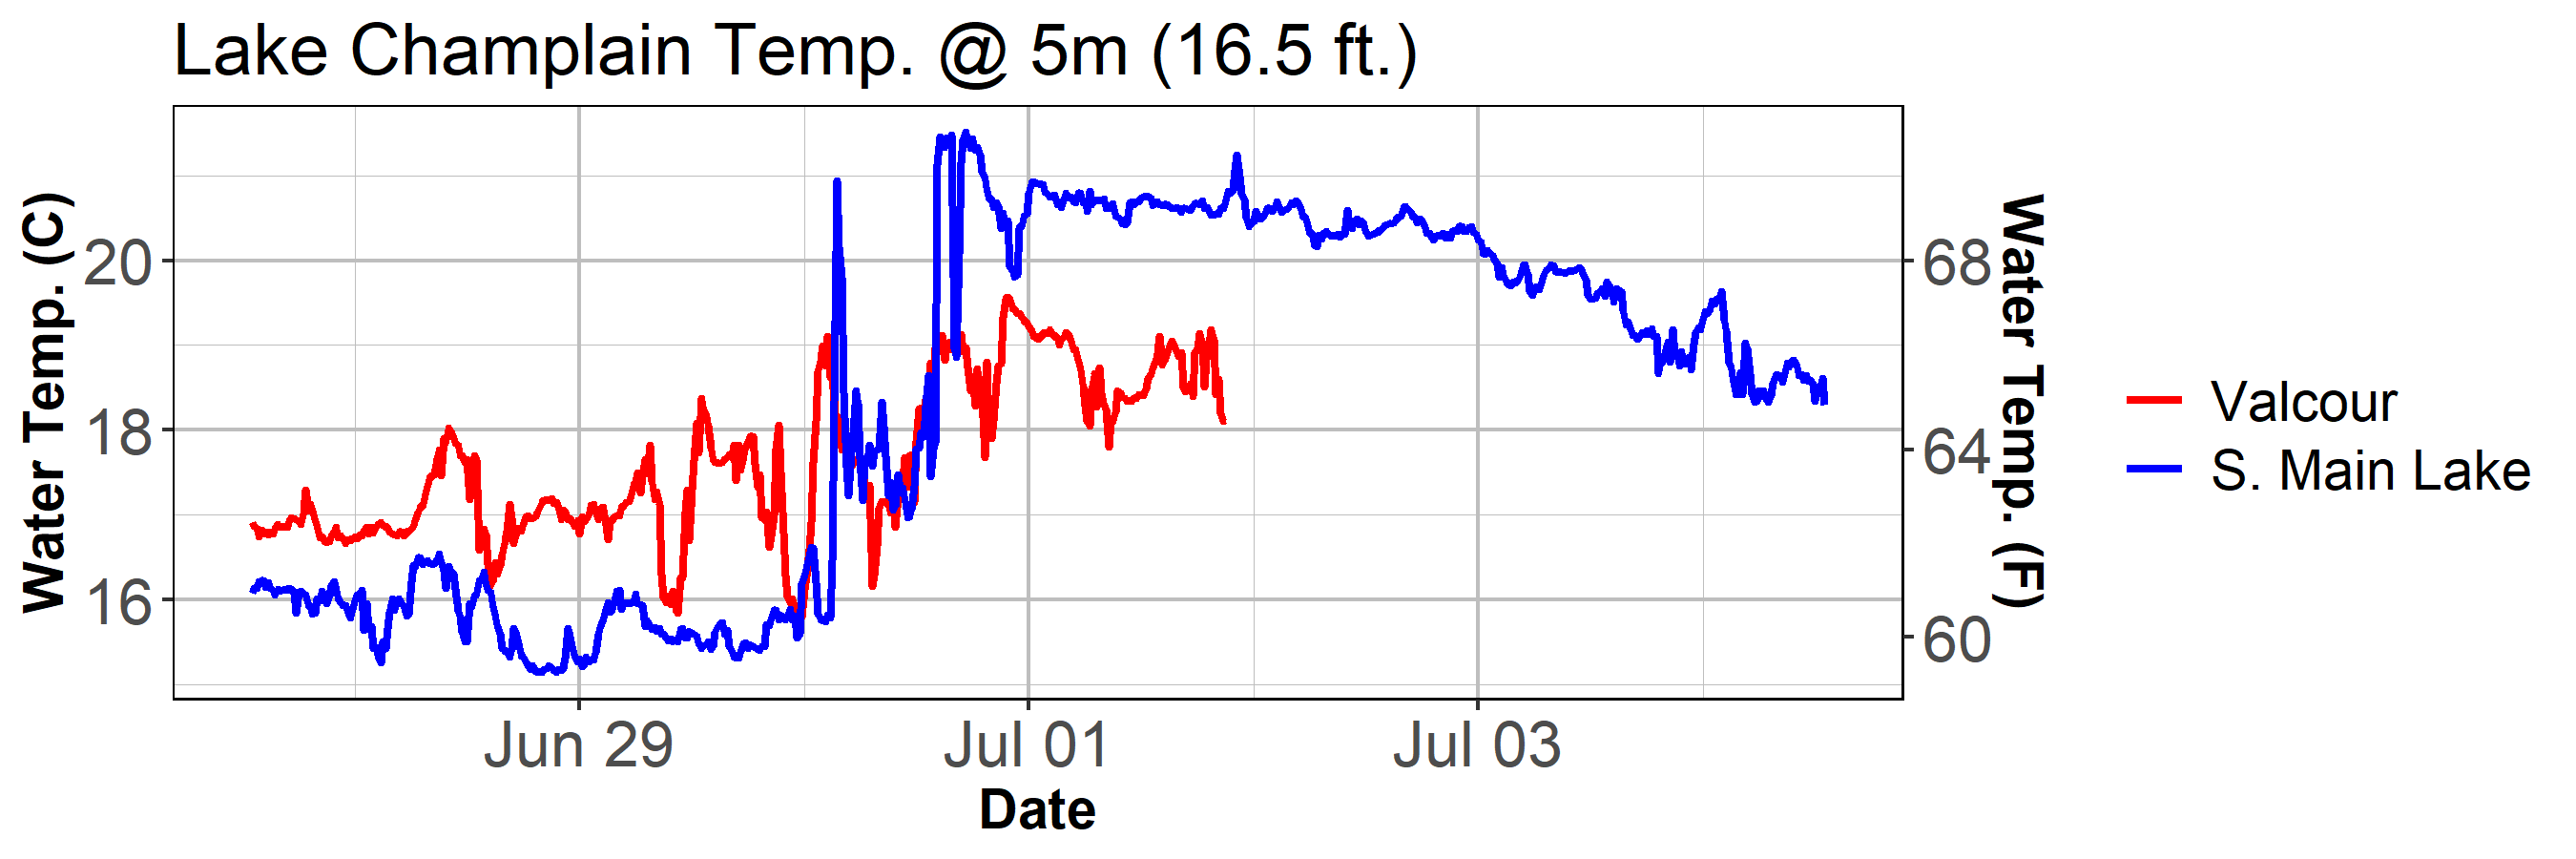 Lake Champlain Temp. @ 5m (16.5 ft.)
Water Temp. (C)
20
18
16
68
64
60
Water Temp. (F)
Jun 29
Jul 01
Jul 03
Date
Valcour
S. Main Lake